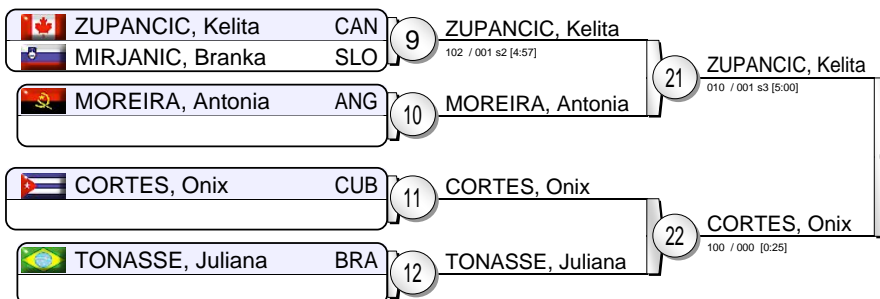 ZUPANCIC, Kelita CAN
MIRJANIC, Branka SLO
9
ZUPANCIC, Kelita
102 / 001 s2 [4:57]
MOREIRA, Antonia ANG
10
MOREIRA, Antonia
21
ZUPANCIC, Kelita
010 / 001 s3 [5:00]
CORTES, Onix CUB
11
CORTES, Onix
TONASSE, Juliana BRA
12
TONASSE, Juliana
22
CORTES, Onix
100 / 000 [0:25]